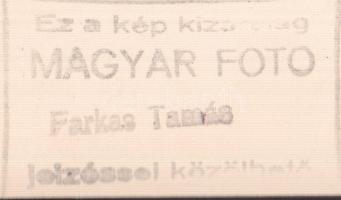 Ez a kép kizárólag
MAGYAR FOTO
Farkas Tamás
jelzéssel közölhető